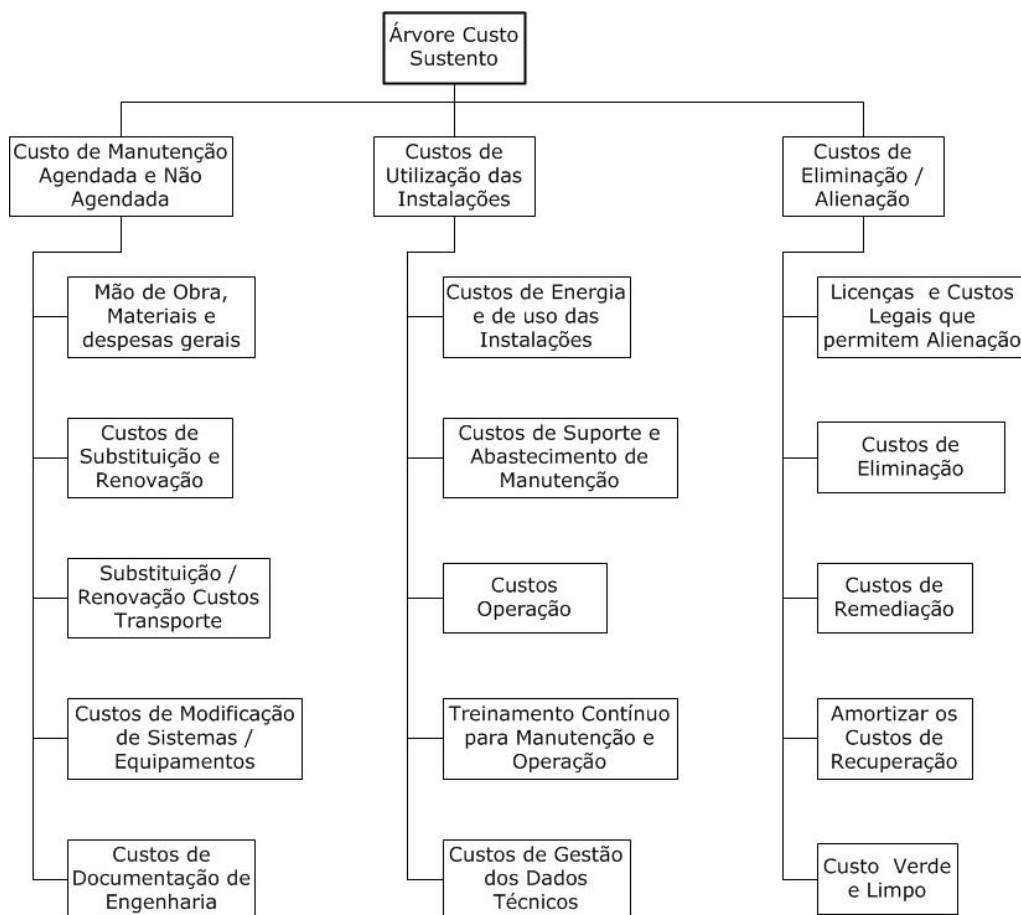 Árvore Custo
Sustento
Custo de Manutenção
Agendada e Não
Agendada
Custos de
Utilização das
Instalações
Custos de
Eliminação /
Alienação
Mão de Obra,
Materiais e
despesas gerais
Custos de Energia
e de uso das
Instalações
Licenças e Custos
Legais que
permitem Alienação
Custos de
Substituição e
Renovação
Custos de Suporte e
Abastecimento de
Manutenção
Custos de
Eliminação
Substituição /
Renovação Custos
Transporte
Custos
Operação
Custos de
Remediação
Custos de Modificação
de Sistemas /
Equipamentos
Treinamento Contínuo
para Manutenção e
Operação
Amortizar os
Custos de
Recuperação
Custos de
Documentação de
Engenharia
Custos de Gestão
dos Dados
Técnicos
Custo Verde
e Limpo